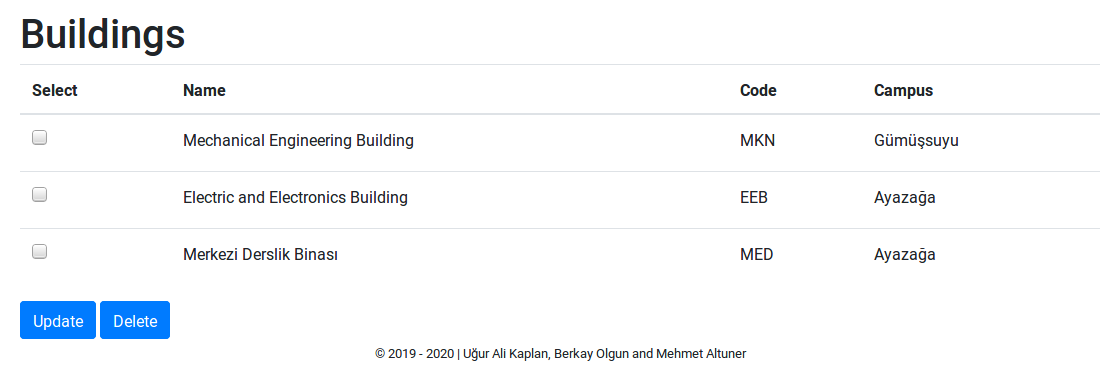 Buildings
Select Name Code Campus
Mechanical Engineering Building MKN Gümüşsuyu
Electric and Electronics Building EEB Ayazağa
Merkezi Derslik Binası MED Ayazağa
Update Delete
© 2019 - 2020 | Uğur Ali Kaplan, Berkay Olgun and Mehmet Altuner